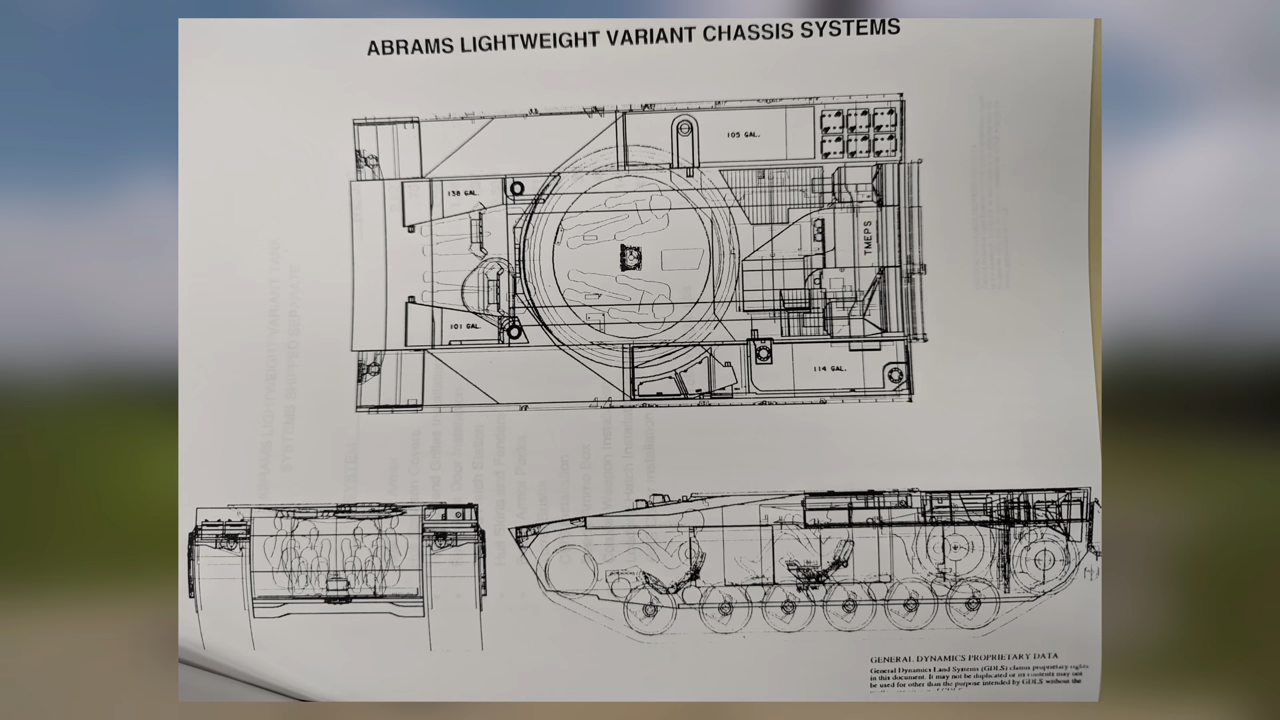 ABRAMS LIGHTWEIGHT VARIANT CHASSIS SYSTEMS
105 GAL.
138 GAL.
TMEPS
101 GAL.
114 GAL.
GENERAL DYNAMICS PROPRIETARY DATA
General Dynamics Land Systems (GDLS) claims proprietary rights
in this document. It may not be duplicated or its contents may not
be used for other than the purpose intended by GDLS without the